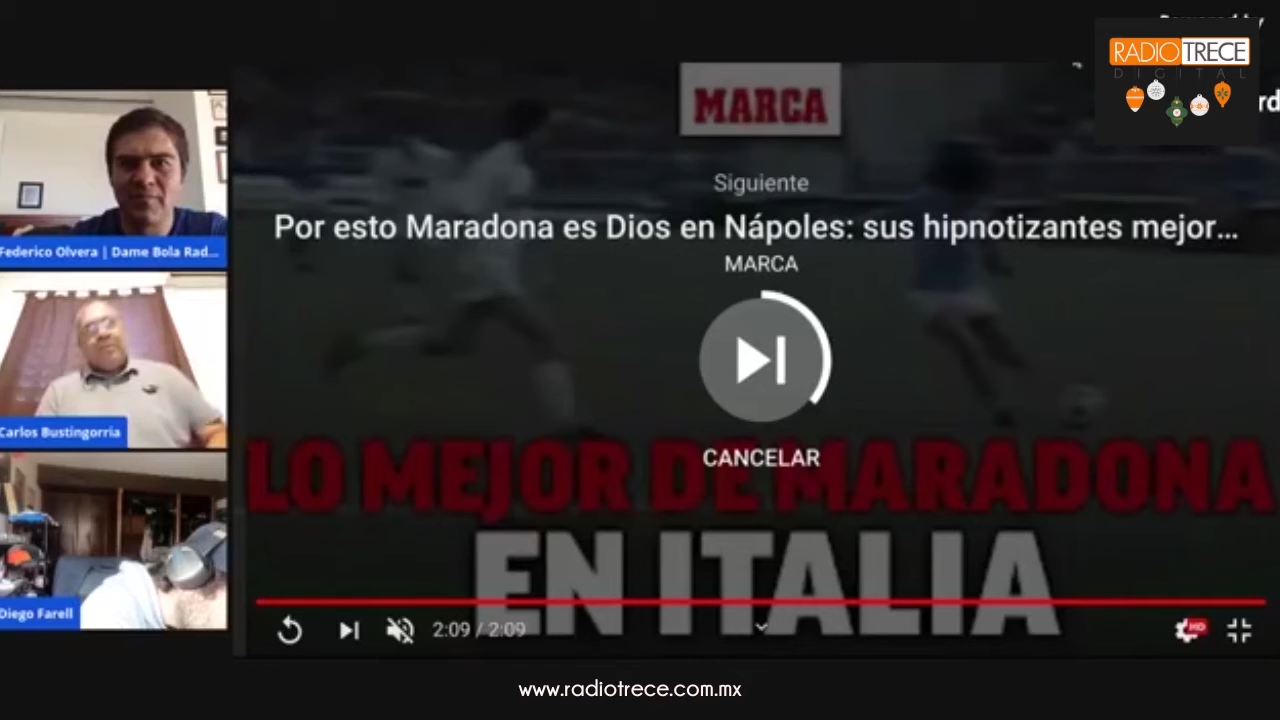 RADIO TRECE
DIGITAL
MARCA
Siguiente
Por esto Maradona es Dios en Nápoles: sus hipnotizantes mejor...
MARCA
Federico Olvera | Dame Bola Rad...
Carlos Bustingorria
CANCELAR
LO MEJOR DE MARADONA
EN ITALIA
Diego Farell
2:09 / 2:09
HD
www.radiotrece.com.mx